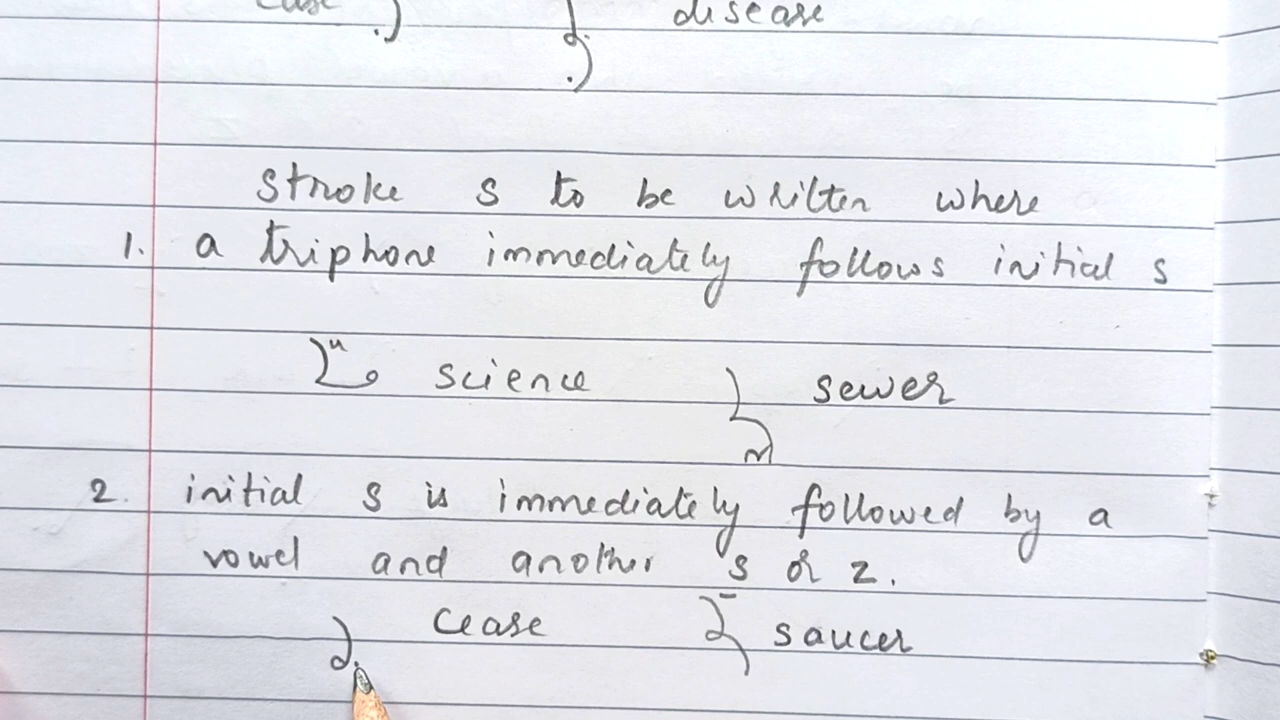 disease
stroke s to be written where
1. a triphone immediately follows initial s
science sewer
2. initial s is immediately followed by a
vowel and another s or z.
cease saucer